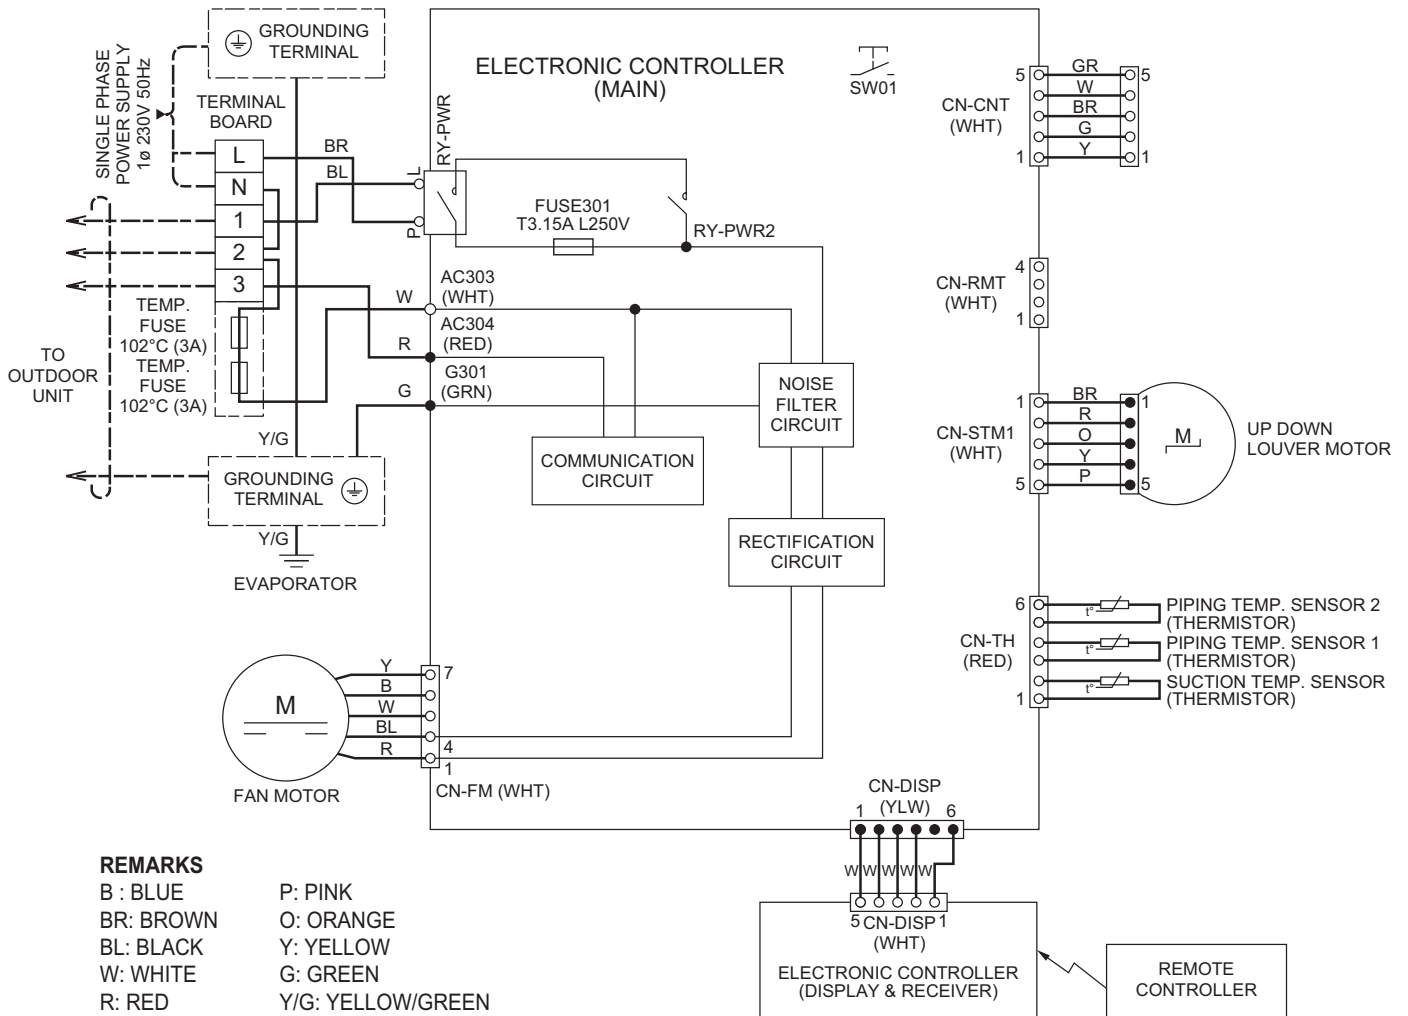 GROUNDING
TERMINAL
SINGLE PHASE
POWER SUPPLY
1ø 230V 50Hz
TERMINAL
BOARD
L
N
1
2
3
BR
BL
TEMP.
FUSE
102°C (3A)
TEMP.
FUSE
102°C (3A)
TO
OUTDOOR
UNIT
Y/G
GROUNDING
TERMINAL
Y/G
EVAPORATOR
ELECTRONIC CONTROLLER
(MAIN)
SW01
RY-PWR
L
P
FUSE301
T3.15A L250V
RY-PWR2
W
AC303
(WHT)
R
AC304
(RED)
G
G301
(GRN)
NOISE
FILTER
CIRCUIT
COMMUNICATION
CIRCUIT
RECTIFICATION
CIRCUIT
CN-CNT
(WHT)
5
1
GR
W
BR
G
Y
5
1
CN-RMT
(WHT)
4
1
CN-STM1
(WHT)
1
5
BR
R
O
Y
P
1
5
M
UP DOWN
LOUVER MOTOR
CN-TH
(RED)
6
1
t°
PIPING TEMP. SENSOR 2
(THERMISTOR)
t°
PIPING TEMP. SENSOR 1
(THERMISTOR)
t°
SUCTION TEMP. SENSOR
(THERMISTOR)
M
FAN MOTOR
Y
B
W
BL
R
7
4
1
CN-FM (WHT)
CN-DISP
(YLW)
1 6
W W W W W
5 CN-DISP 1
(WHT)
ELECTRONIC CONTROLLER
(DISPLAY & RECEIVER)
REMOTE
CONTROLLER
REMARKS
B : BLUE
BR: BROWN
BL: BLACK
W: WHITE
R: RED
P: PINK
O: ORANGE
Y: YELLOW
G: GREEN
Y/G: YELLOW/GREEN